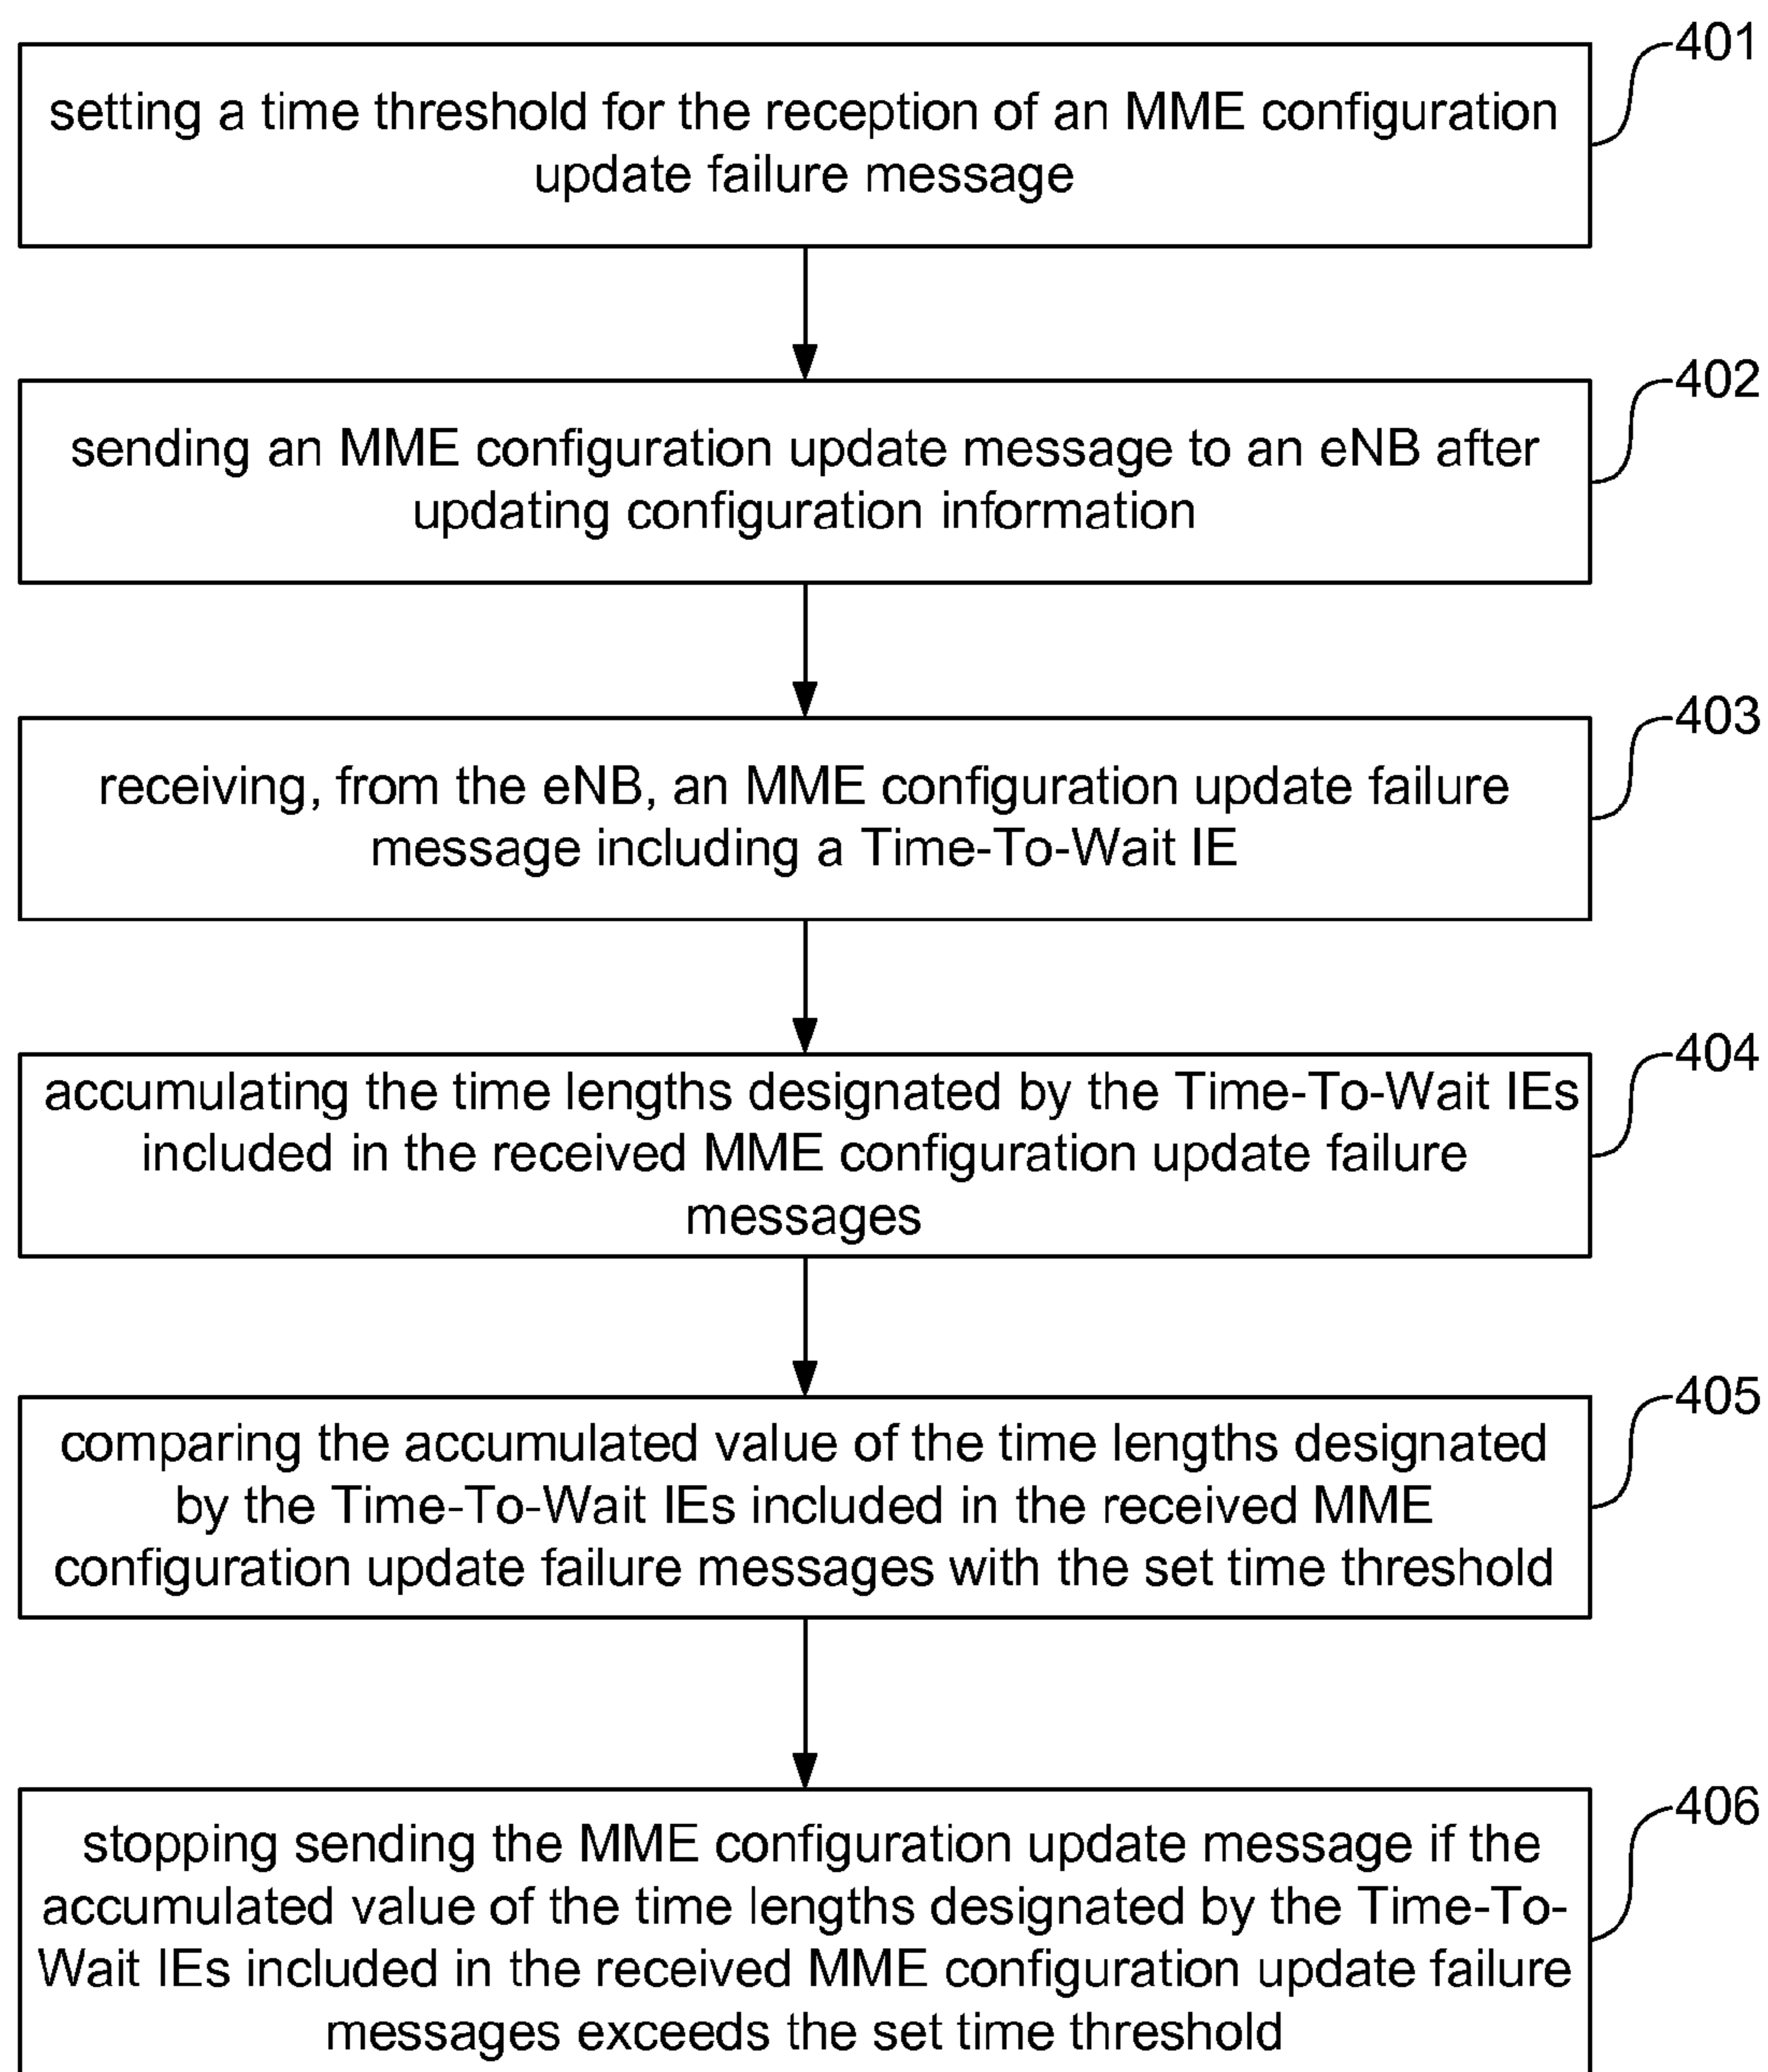 401
setting a time threshold for the reception of an MME configuration
update failure message
402
sending an MME configuration update message to an eNB after
updating configuration information
403
receiving, from the eNB, an MME configuration update failure
message including a Time-To-Wait IE
404
accumulating the time lengths designated by the Time-To-Wait IEs
included in the received MME configuration update failure
messages
405
comparing the accumulated value of the time lengths designated
by the Time-To-Wait IEs included in the received MME
configuration update failure messages with the set time threshold
406
stopping sending the MME configuration update message if the
accumulated value of the time lengths designated by the Time-To-
Wait IEs included in the received MME configuration update failure
messages exceeds the set time threshold